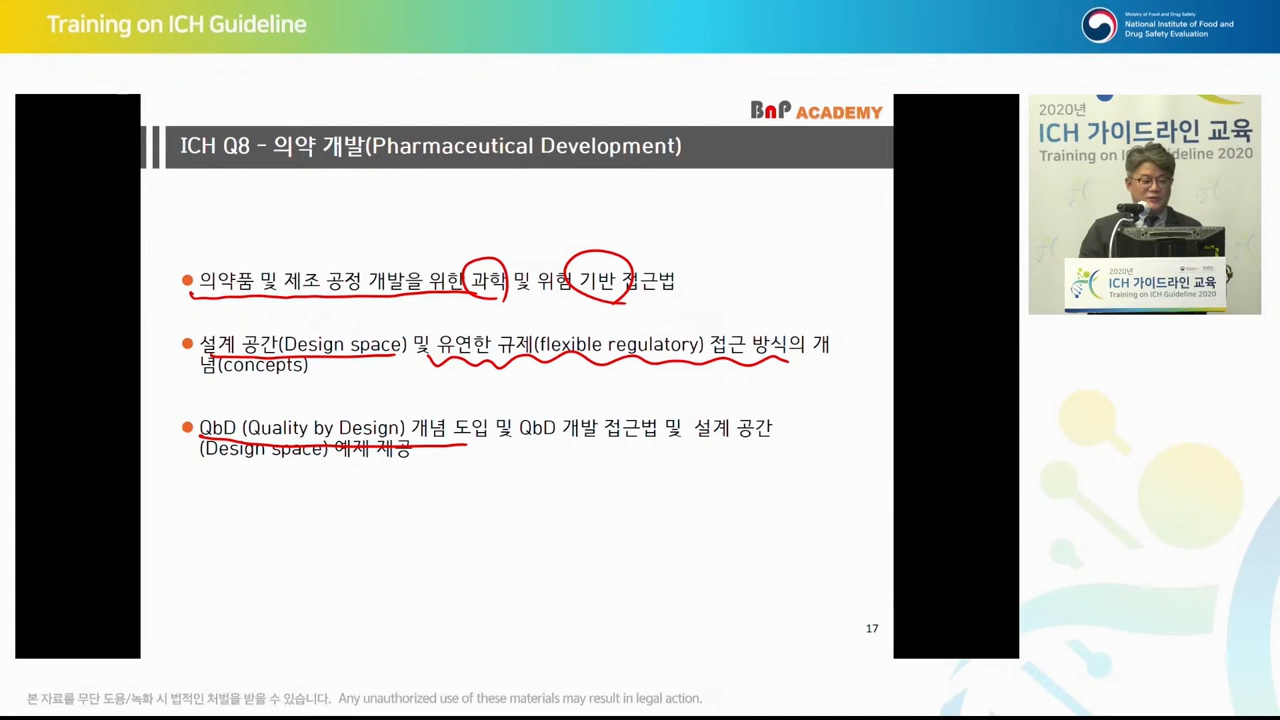 Training on ICH Guideline
Ministry of Food and Drug Safety
National Institute of Food and
Drug Safety Evaluation
BnP ACADEMY
ICH Q8 – 의약 개발(Pharmaceutical Development)
의약품 및 제조 공정 개발을 위한 과학 및 위험 기반 접근법
설계 공간(Design space) 및 유연한 규제(flexible regulatory) 접근 방식의 개
념(concepts)
QbD (Quality by Design) 개념 도입 및 QbD 개발 접근법 및 설계 공간
(Design space) 예제 제공
17
2020년
ICH 가이드라인 교육
Training on ICH Guideline 2020
2020년
ICH 가이드라인 교육
Training on ICH Guideline 2020
본 자료를 무단 도용/녹화 시 법적인 처벌을 받을 수 있습니다. Any unauthorized use of these materials may result in legal action.